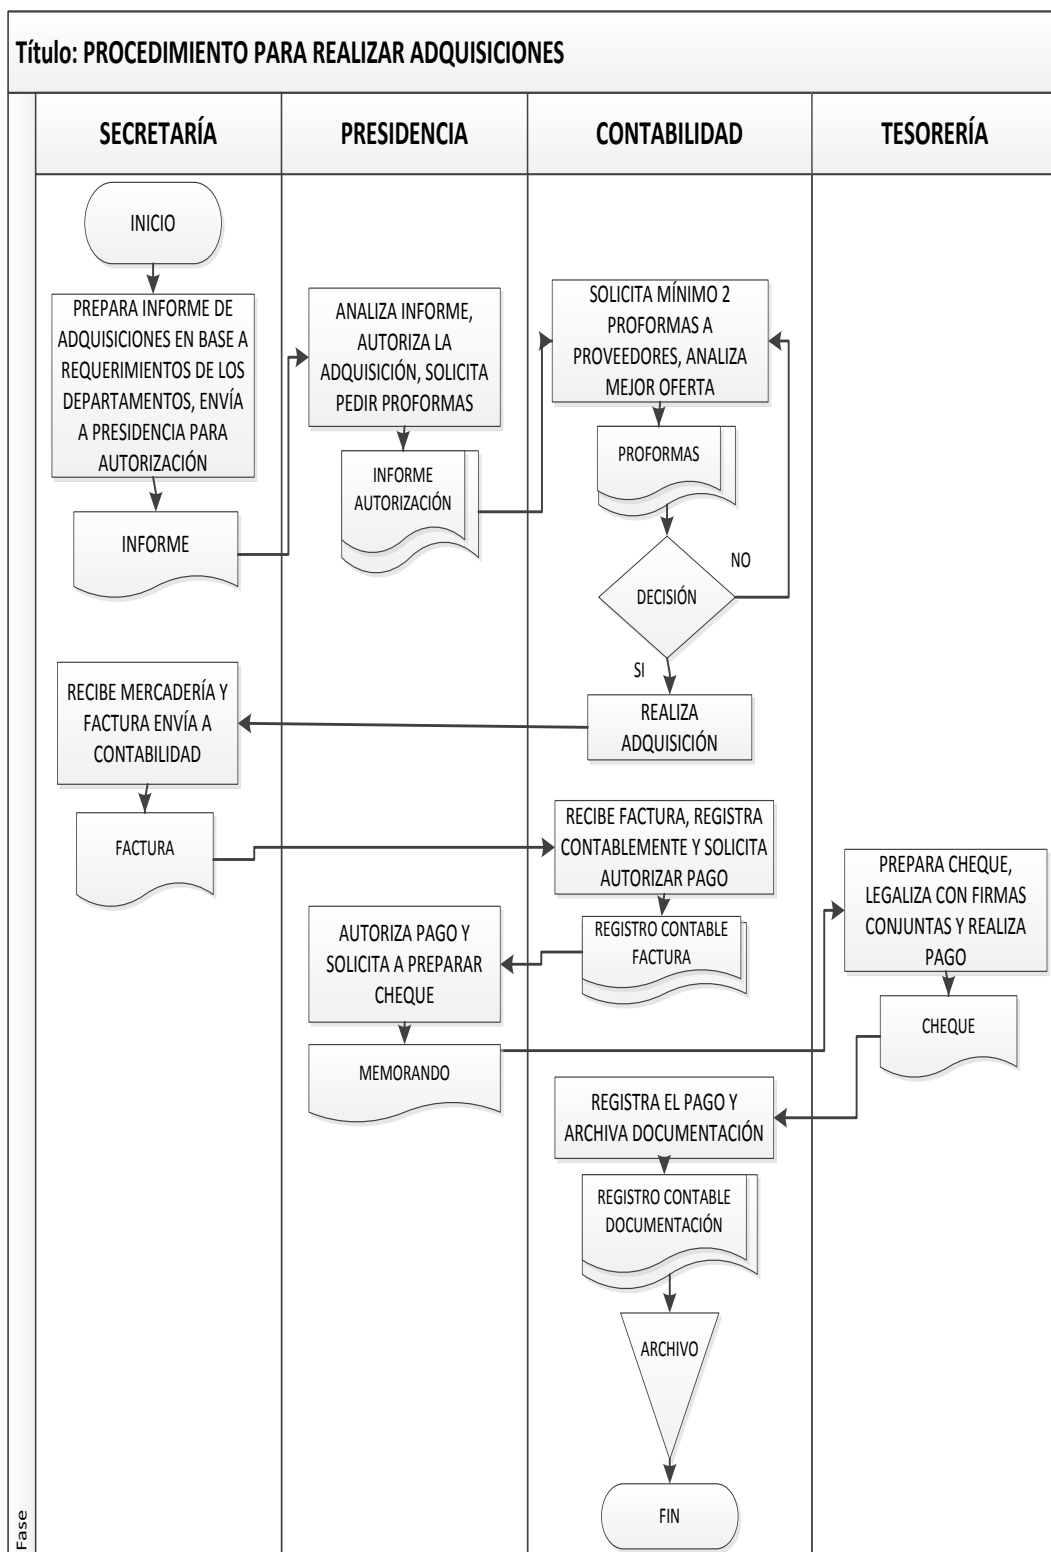 Título: PROCEDIMIENTO PARA REALIZAR ADQUISICIONES
SECRETARÍA
PRESIDENCIA
CONTABILIDAD
TESORERÍA
INICIO
PREPARA INFORME DE
ADQUISICIONES EN BASE A
REQUERIMIENTOS DE LOS
DEPARTAMENTOS, ENVÍA
A PRESIDENCIA PARA
AUTORIZACIÓN
INFORME
ANALIZA INFORME,
AUTORIZA LA
ADQUISICIÓN, SOLICITA
PEDIR PROFORMAS
INFORME
AUTORIZACIÓN
SOLICITA MÍNIMO 2
PROFORMAS A
PROVEEDORES, ANALIZA
MEJOR OFERTA
PROFORMAS
DECISIÓN
NO
SI
REALIZA
ADQUISICIÓN
RECIBE MERCADERÍA Y
FACTURA ENVÍA A
CONTABILIDAD
FACTURA
RECIBE FACTURA, REGISTRA
CONTABLEMENTE Y SOLICITA
AUTORIZAR PAGO
REGISTRO CONTABLE
FACTURA
AUTORIZA PAGO Y
SOLICITA A PREPARAR
CHEQUE
MEMORANDO
PREPARA CHEQUE,
LEGALIZA CON FIRMAS
CONJUNTAS Y REALIZA
PAGO
CHEQUE
REGISTRA EL PAGO Y
ARCHIVA DOCUMENTACIÓN
REGISTRO CONTABLE
DOCUMENTACIÓN
ARCHIVO
FIN
Fase